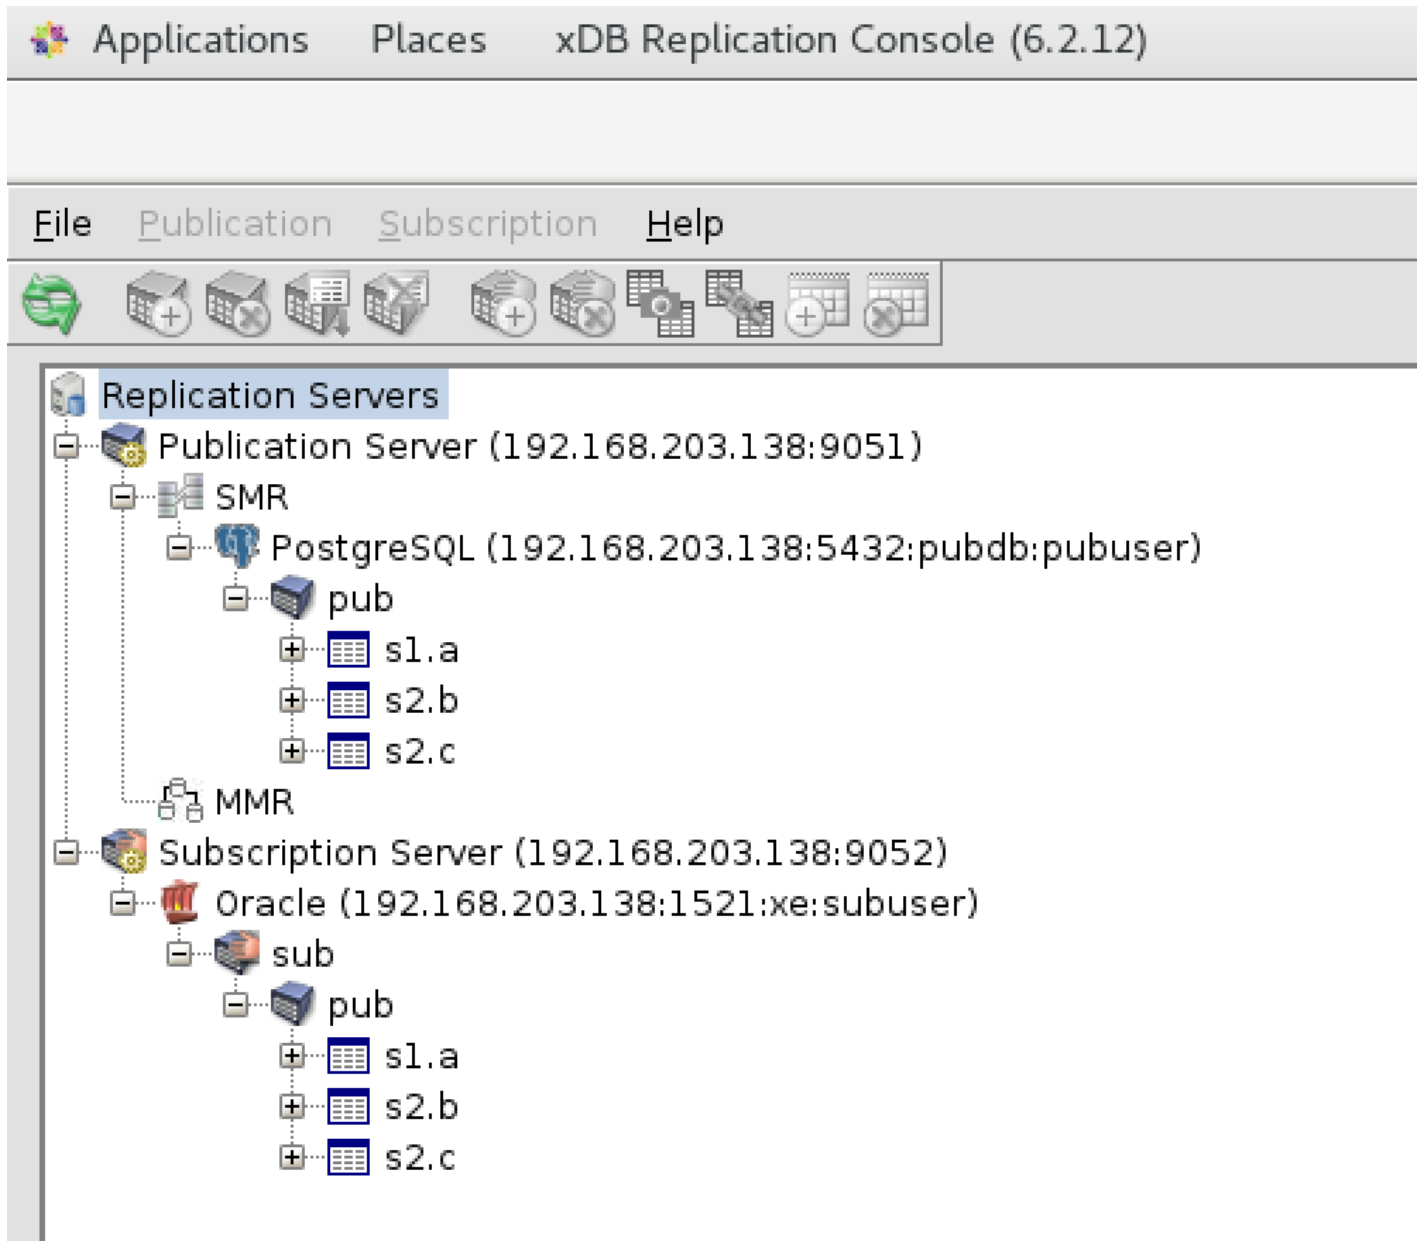 Applications Places xDB Replication Console (6.2.12)
File Publication Subscription Help
Replication Servers
Publication Server (192.168.203.138:9051)
SMR
PostgreSQL (192.168.203.138:5432:pubdb:pubuser)
pub
s1.a
s2.b
s2.c
MMR
Subscription Server (192.168.203.138:9052)
Oracle (192.168.203.138:1521:xe:subuser)
sub
pub
s1.a
s2.b
s2.c